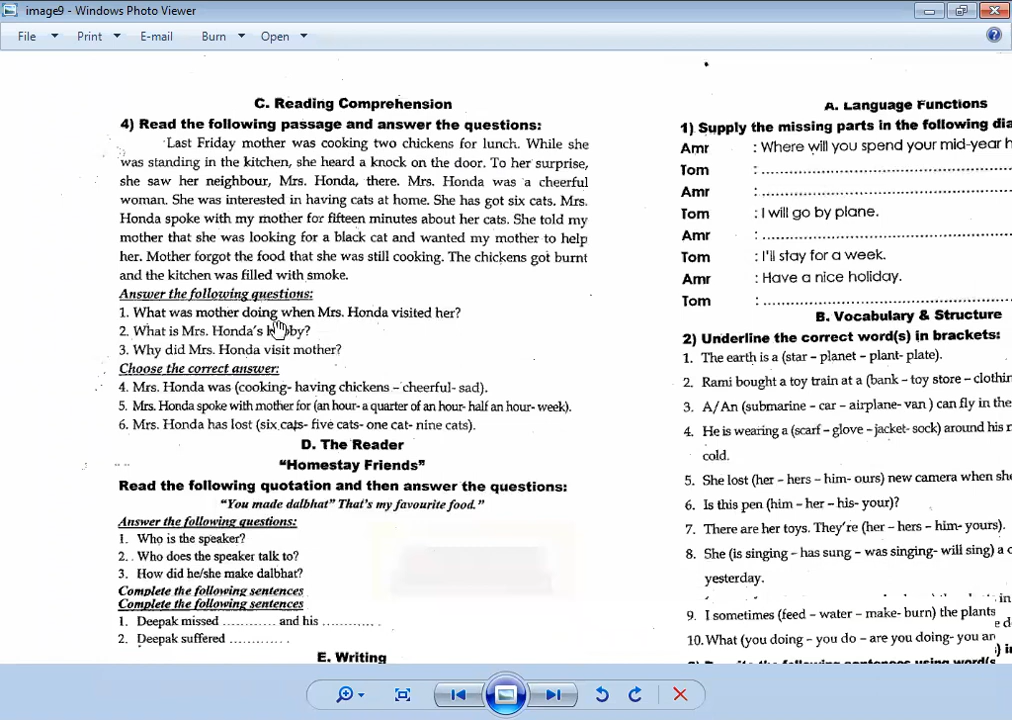 image9 - Windows Photo Viewer
File Print E-mail Burn Open
C. Reading Comprehension
4) Read the following passage and answer the questions:
Last Friday mother was cooking two chickens for lunch. While she
was standing in the kitchen, she heard a knock on the door. To her surprise,
she saw her neighbour, Mrs. Honda, there. Mrs. Honda was a cheerful
woman. She was interested in having cats at home. She has got six cats. Mrs.
Honda spoke with my mother for fifteen minutes about her cats. She told my
mother that she was looking for a black cat and wanted my mother to help
her. Mother forgot the food that she was still cooking. The chickens got burnt
and the kitchen was filled with smoke.
Answer the following questions:
1. What was mother doing when Mrs. Honda visited her?
2. What is Mrs. Honda's hobby?
3. Why did Mrs. Honda visit mother?
Choose the correct answer:
4. Mrs. Honda was (cooking- having chickens – cheerful- sad).
5. Mrs. Honda spoke with mother for (an hour- a quarter of an hour- half an hour- week).
6. Mrs. Honda has lost (six cats- five cats- one cat- nine cats).
D. The Reader
"Homestay Friends"
Read the following quotation and then answer the questions:
"You made dalbhat" That's my favourite food."
Answer the following questions:
1. Who is the speaker?
2. . Who does the speaker talk to?
3. How did he/she make dalbhat?
Complete the following sentences
Complete the following sentences
1. Deepak missed ........... and his ............
2. Deepak suffered ............
E. Writing
A. Language Functions
1) Supply the missing parts in the following dia
Amr : Where will you spend your mid-year h
Tom : ............................................
Amr : ............................................
Tom : I will go by plane.
Amr : ............................................
Tom : I'll stay for a week.
Amr : Have a nice holiday.
Tom : ............................................
B. Vocabulary & Structure
2) Underline the correct word(s) in brackets:
1. The earth is a (star – planet – plant- plate).
2. Rami bought a toy train at a (bank – toy store – clothin
3. A/An (submarine – car – airplane- van ) can fly in the
4. He is wearing a (scarf – glove – jacket- sock) around his
cold.
5. She lost (her – hers – him- ours) new camera when she
6. Is this pen (him – her – his- your)?
7. There are her toys. They're (her – hers – him- yours).
8. She (is singing – has sung – was singing- will sing) a
yesterday.
9. I sometimes (feed – water – make- burn) the plants
10. What (you doing – you do – are you doing- you ar